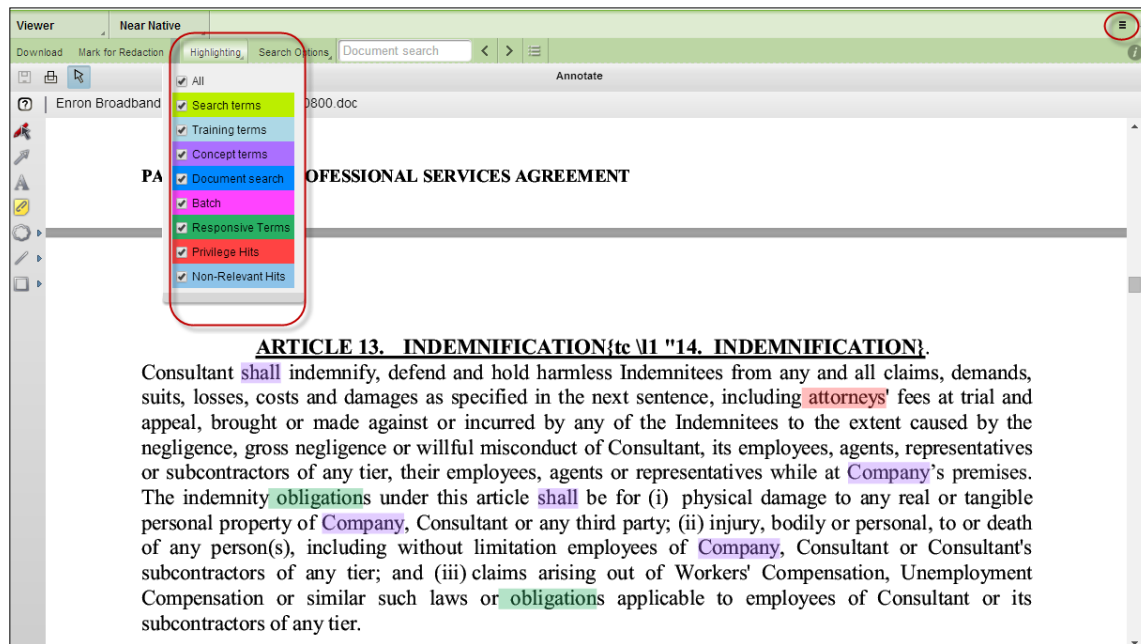 Viewer Near Native
Download Mark for Redaction Highlighting Search Options Document search
Annotate
Enron Broadband 0800.doc
All
Search terms
Training terms
Concept terms
Document search
Batch
Responsive Terms
Privilege Hits
Non-Relevant Hits
PA OFESSIONAL SERVICES AGREEMENT
ARTICLE 13. INDEMNIFICATION{tc \l1 "14. INDEMNIFICATION}.
Consultant shall indemnify, defend and hold harmless Indemnitees from any and all claims, demands,
suits, losses, costs and damages as specified in the next sentence, including attorneys' fees at trial and
appeal, brought or made against or incurred by any of the Indemnitees to the extent caused by the
negligence, gross negligence or willful misconduct of Consultant, its employees, agents, representatives
or subcontractors of any tier, their employees, agents or representatives while at Company's premises.
The indemnity obligations under this article shall be for (i) physical damage to any real or tangible
personal property of Company, Consultant or any third party; (ii) injury, bodily or personal, to or death
of any person(s), including without limitation employees of Company, Consultant or Consultant's
subcontractors of any tier; and (iii) claims arising out of Workers' Compensation, Unemployment
Compensation or similar such laws or obligations applicable to employees of Consultant or its
subcontractors of any tier.